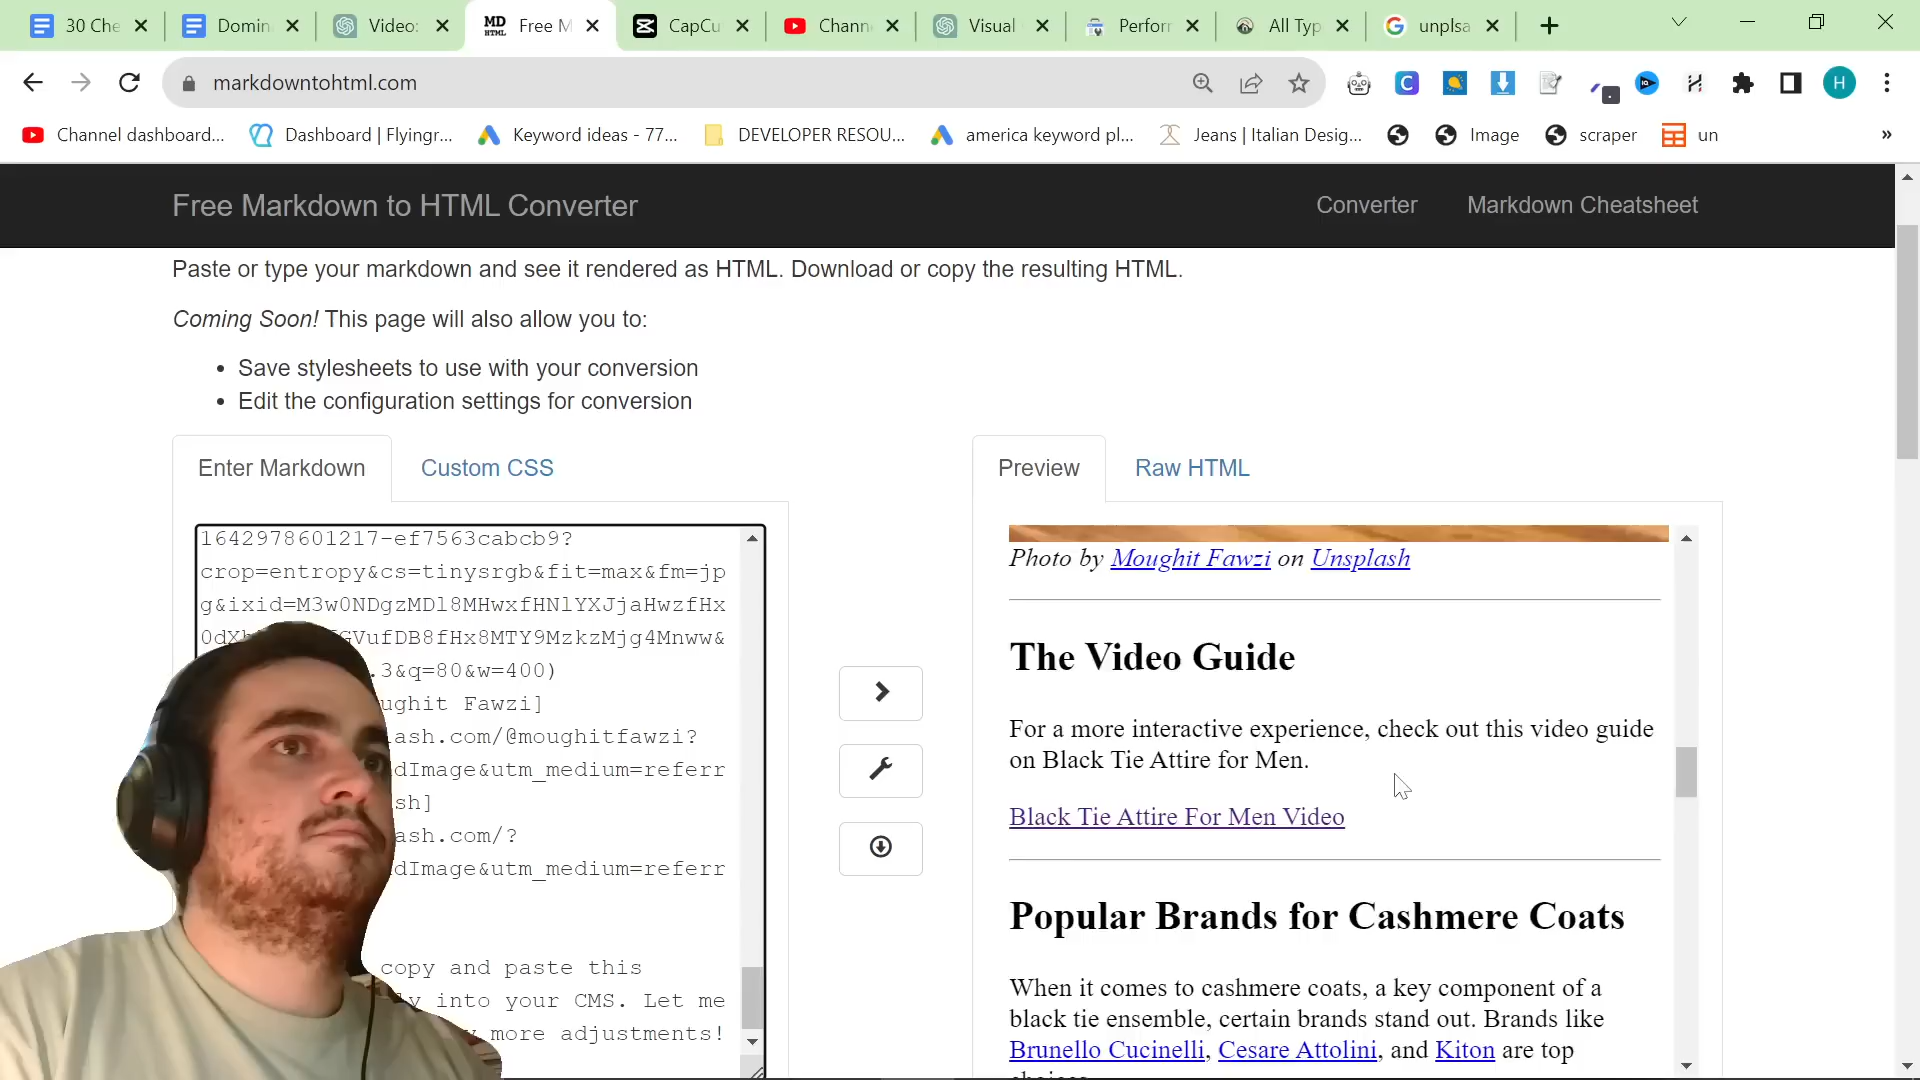 30 Che
Domin
Video:
MD
HTML
Free M
CapCu
Chann
Visual
Perforr
All Typ
unplsa
markdowntohtml.com
H
Channel dashboard...
Dashboard | Flyingr...
Keyword ideas - 77...
DEVELOPER RESOU...
america keyword pl...
Jeans | Italian Desig...
Image
scraper
un
»
Free Markdown to HTML Converter
Converter
Markdown Cheatsheet
Paste or type your markdown and see it rendered as HTML. Download or copy the resulting HTML.
Coming Soon! This page will also allow you to:
• Save stylesheets to use with your conversion
• Edit the configuration settings for conversion
Enter Markdown
Custom CSS
1642978601217-ef7563cabcb9?
crop=entropy&cs=tinysrgb&fit=max&fm=jp
g&ixid=M3w0NDgzMDl8MHwxfHNlYXJjaHwzfHx
GVufDB8fHx8MTY5MzkzMjg4Mnww&
.3&q=80&w=400)
ughit Fawzi]
ash.com/@moughitfawzi?
dImage&utm_medium=referr
sh]
ash.com/?
dImage&utm_medium=referr
copy and paste this
y into your CMS. Let me
more adjustments!
Preview
Raw HTML
Photo by Moughit Fawzi on Unsplash
The Video Guide
For a more interactive experience, check out this video guide
on Black Tie Attire for Men.
Black Tie Attire For Men Video
Popular Brands for Cashmere Coats
When it comes to cashmere coats, a key component of a
black tie ensemble, certain brands stand out. Brands like
Brunello Cucinelli, Cesare Attolini, and Kiton are top